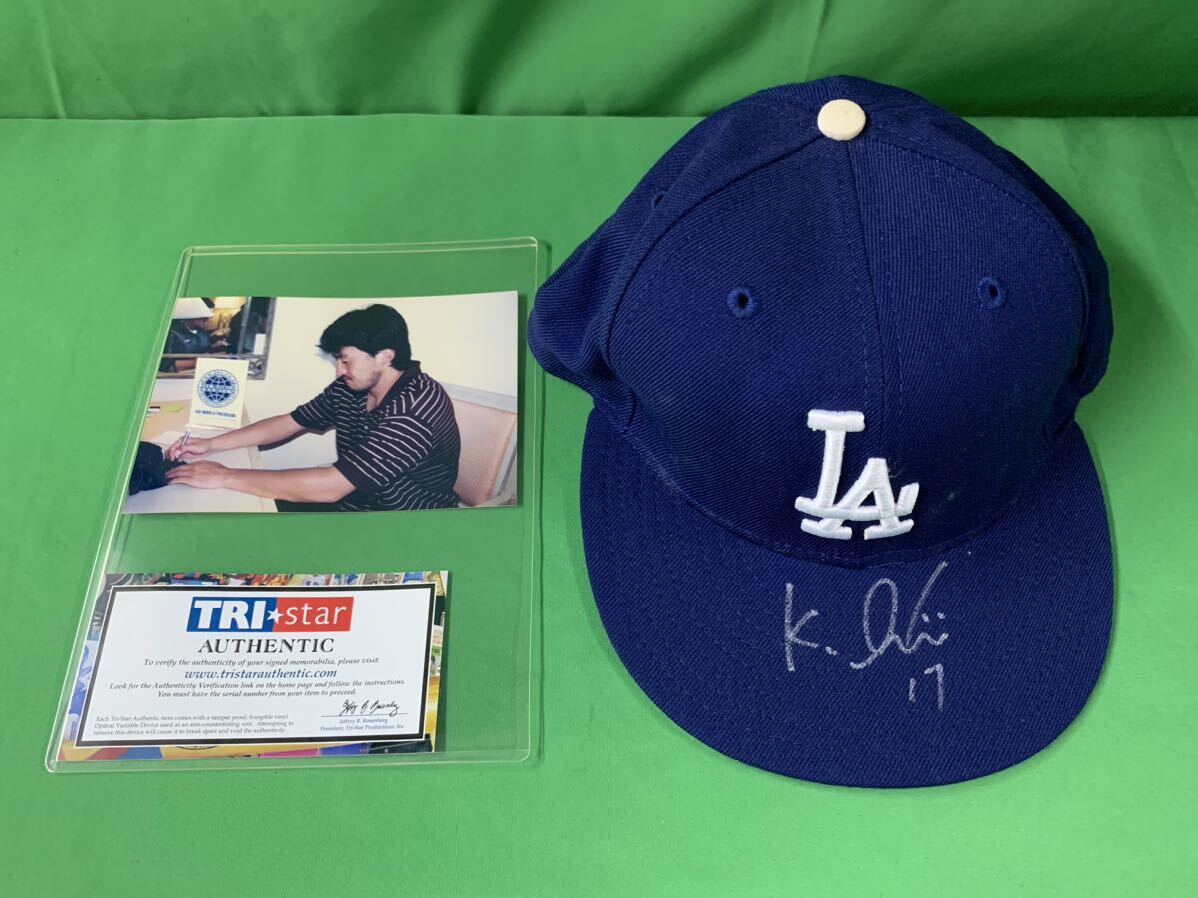 LA
K. Ishii
17
TRI★star
AUTHENTIC
To verify the authenticity of your signed memorabilia, please visit:
www.tristarauthentic.com
Look for the Authenticity Verification link on the home page and follow the instructions.
You must have the serial number from your item to proceed.
Each Tri-Star Authentic item comes with a tamper proof, frangible vinyl
Optical Variable Device used as an anti-counterfeiting unit. Attempting to
remove this device will cause it to break apart and void the authenticity.
Jeffrey R. Rosenberg
President, Tri-Star Productions, Inc.